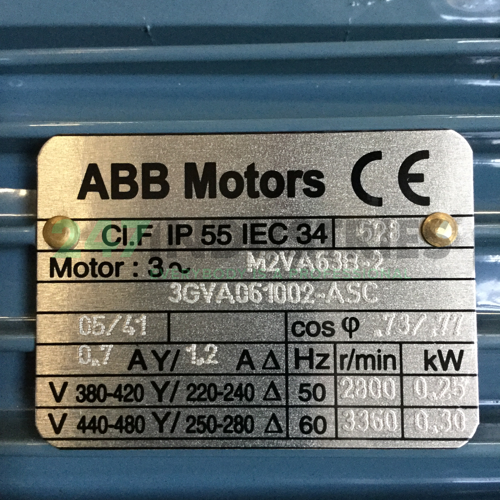 ABB Motors CE
Cl.F IP 55 IEC 34
Motor : 3~ M2VA63B-2
3GVA061002-ASC
05/41 cos φ .73/.77
0.7 A Y/ 1.2 A Δ Hz r/min kW
V 380-420 Y/ 220-240 Δ 50 2800 0.25
V 440-480 Y/ 250-280 Δ 60 3360 0.30